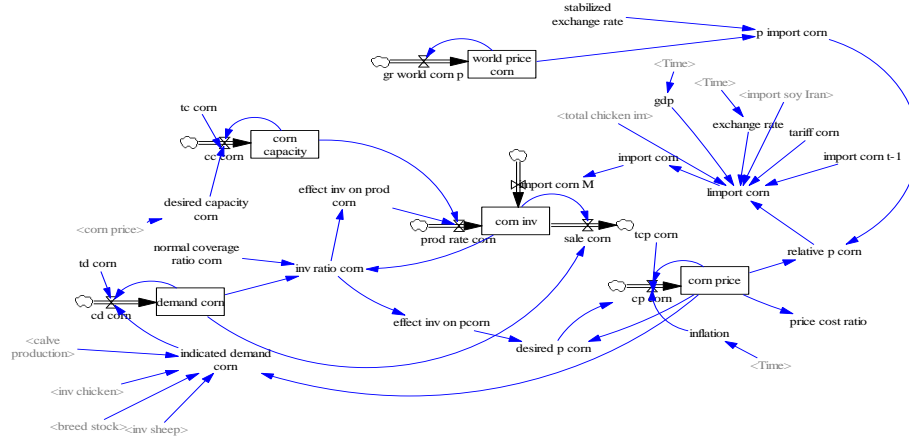 stabilized
exchange rate
p import corn
world price
corn
gr world corn p
<Time>
gdp
<Time>
<import soy Iran>
<total chicken im>
exchange rate
tariff corn
tc corn
corn
capacity
cc corn
import corn
import corn t-1
effect inv on prod
corn
import corn M
limport corn
desired capacity
corn
<corn price>
corn inv
prod rate corn
sale corn
tcp corn
relative p corn
normal coverage
ratio corn
td corn
inv ratio corn
corn price
demand corn
cd corn
cp corn
effect inv on pcorn
inflation
price cost ratio
<calve
production>
indicated demand
corn
desired p corn
<Time>
<inv chicken>
<breed stock>
<inv sheep>